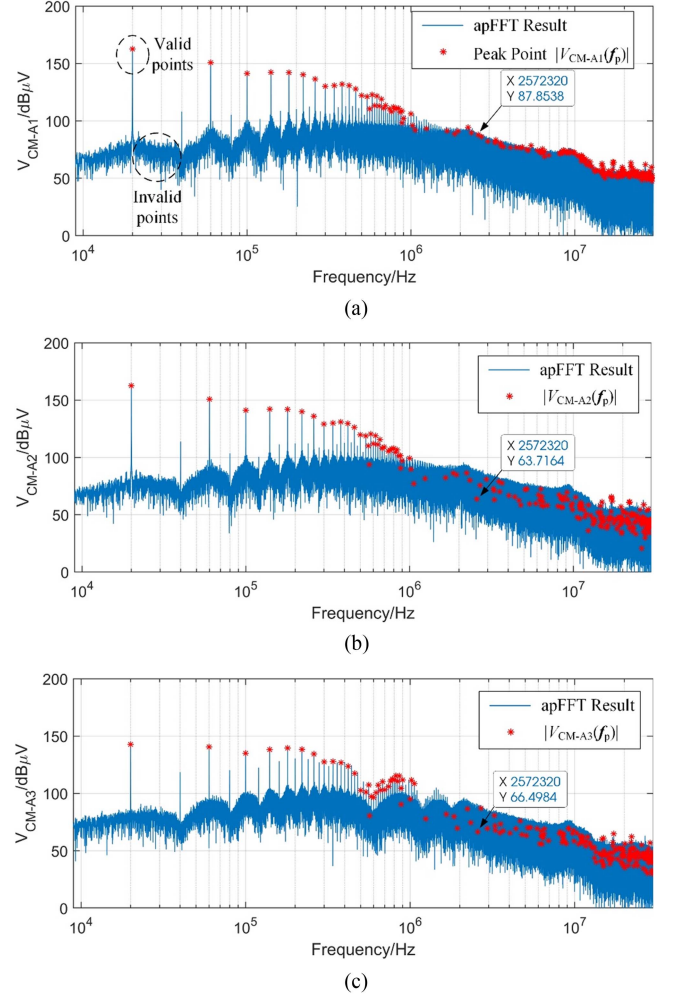 200
150
100
50
0
V_CM-A1/dBμV
Valid
points
Invalid
points
apFFT Result
Peak Point |V_CM-A1(f_p)|
X 2572320
Y 87.8538
10^4
10^5
10^6
10^7
Frequency/Hz
(a)
200
150
100
50
0
V_CM-A2/dBμV
apFFT Result
|V_CM-A2(f_p)|
X 2572320
Y 63.7164
10^4
10^5
10^6
10^7
Frequency/Hz
(b)
200
150
100
50
0
V_CM-A3/dBμV
apFFT Result
|V_CM-A3(f_p)|
X 2572320
Y 66.4984
10^4
10^5
10^6
10^7
Frequency/Hz
(c)